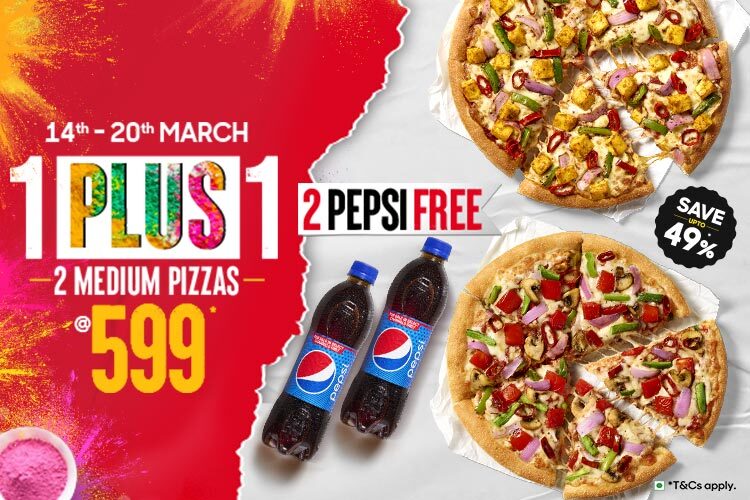 14th - 20th MARCH
1 PLUS 1
2 MEDIUM PIZZAS
@599*
2 PEPSI FREE
SAVE
UPTO
49%*
pepsi
pepsi
*T&Cs apply.